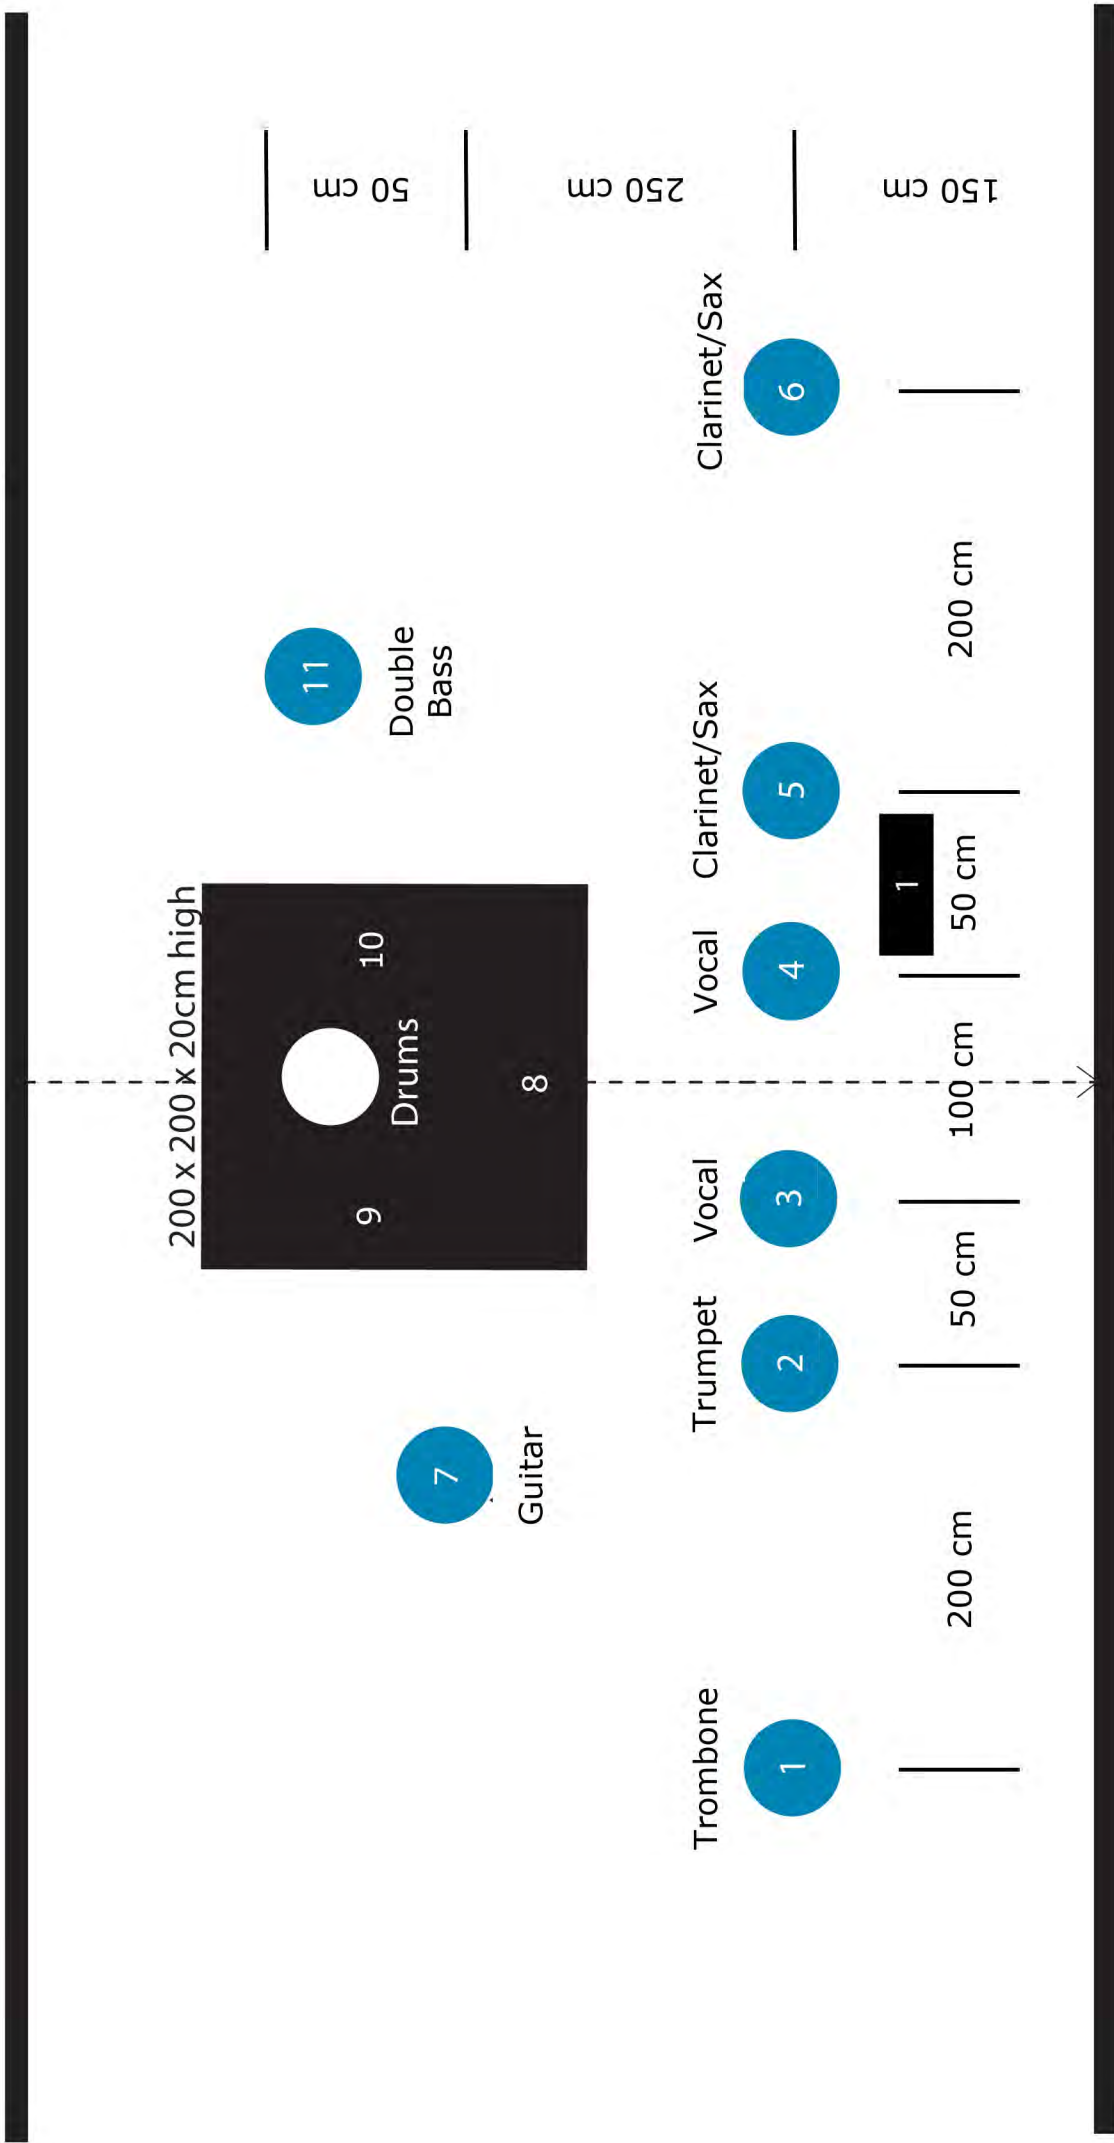 200 x 200 x 20cm high
9
10
Drums
8
11
Double
Bass
7
Guitar
Trombone
Trumpet
Vocal
Vocal
Clarinet/Sax
Clarinet/Sax
1
2
3
4
5
6
1
200 cm
50 cm
100 cm
50 cm
200 cm
50 cm
250 cm
150 cm